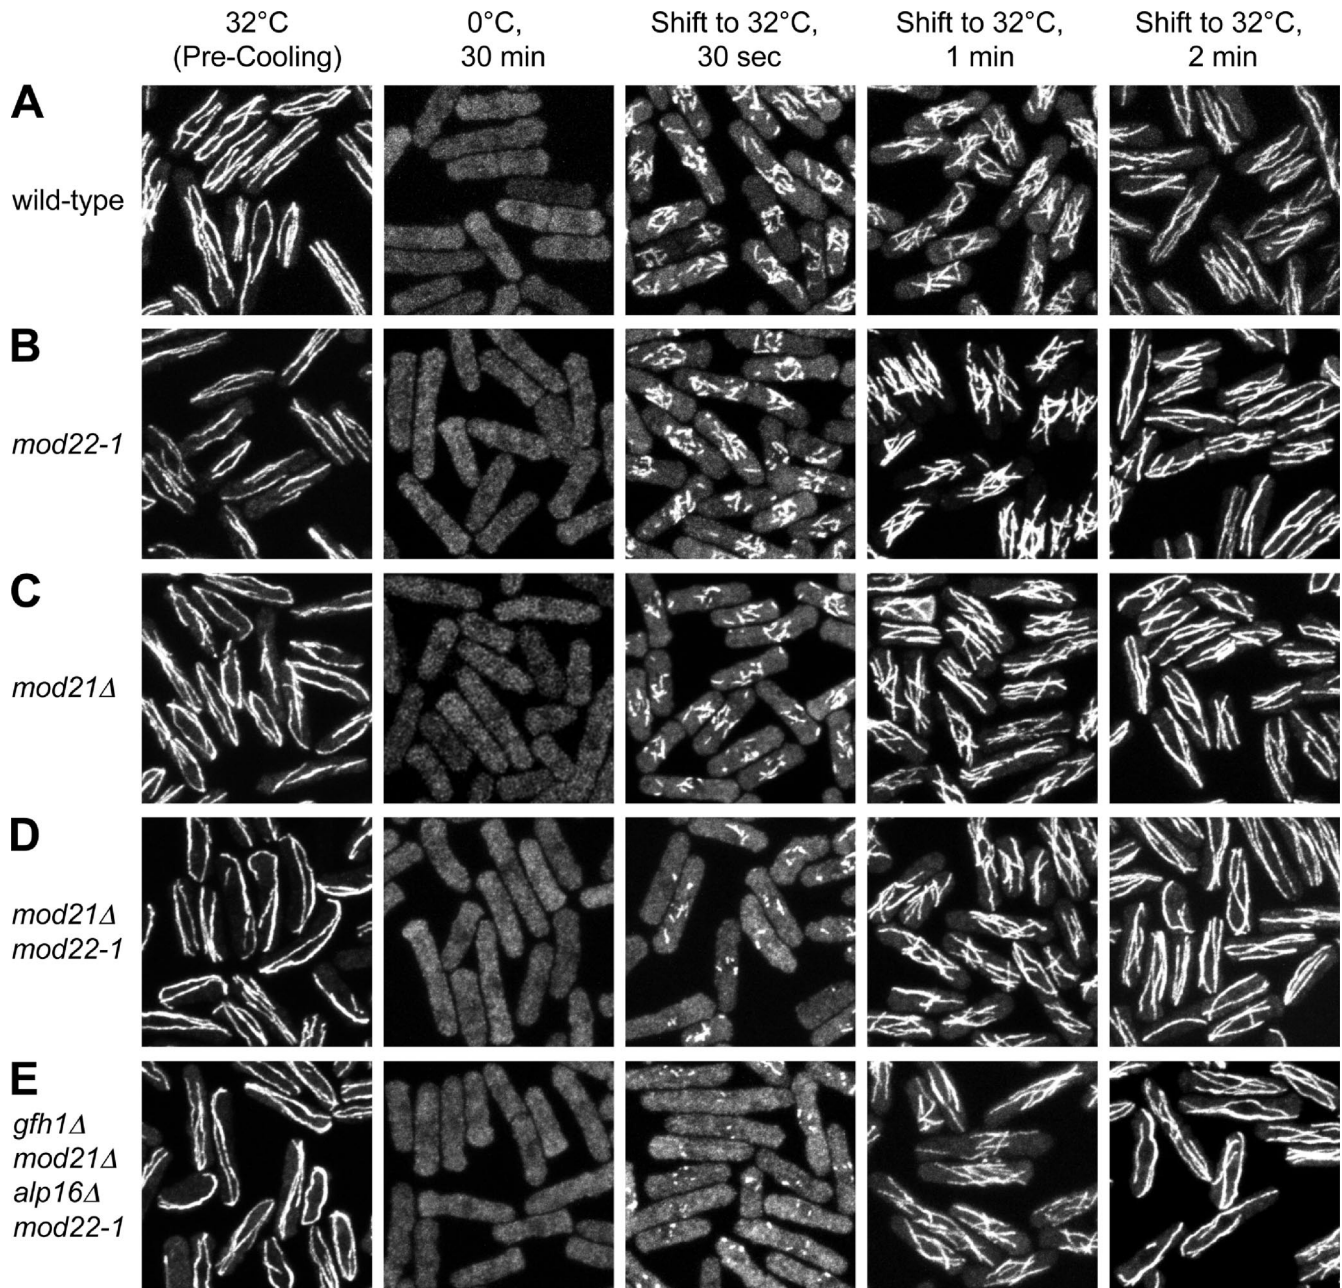 32°C
(Pre-Cooling)
0°C,
30 min
Shift to 32°C,
30 sec
Shift to 32°C,
1 min
Shift to 32°C,
2 min
A
wild-type
B
mod22-1
C
mod21Δ
D
mod21Δ
mod22-1
E
gfh1Δ
mod21Δ
alp16Δ
mod22-1